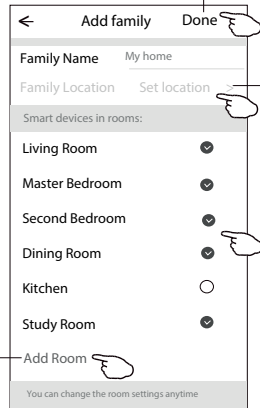 ← Add family Done
Family Name My home
Family Location Set location >
Smart devices in rooms:
Living Room
Master Bedroom
Second Bedroom
Dining Room
Kitchen
Study Room
Add Room
You can change the room settings anytime